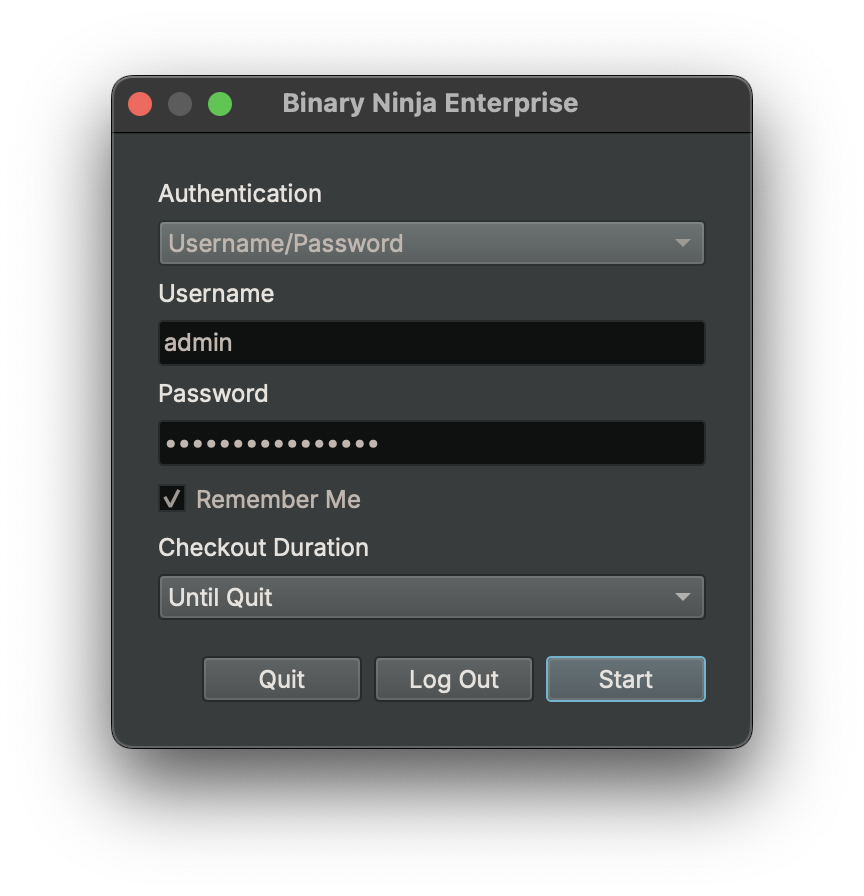 Binary Ninja Enterprise
Authentication
Username/Password
Username
admin
Password
••••••••••••••••
Remember Me
Checkout Duration
Until Quit
Quit Log Out Start